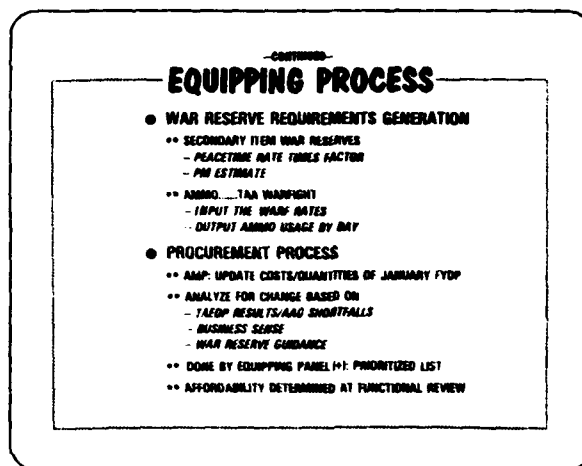 -CONTINUED-
EQUIPPING PROCESS
● WAR RESERVE REQUIREMENTS GENERATION
•• SECONDARY ITEM WAR RESERVES
– PEACETIME RATE TIMES FACTOR
– PM ESTIMATE
•• AMMO......TAA WARFIGHT
– INPUT THE WARF RATES
– OUTPUT AMMO USAGE BY DAY
● PROCUREMENT PROCESS
•• AMP: UPDATE COSTS/QUANTITIES OF JANUARY FYDP
•• ANALYZE FOR CHANGE BASED ON
– TAEDP RESULTS/AAO SHORTFALLS
– BUSINESS SENSE
– WAR RESERVE GUIDANCE
•• DONE BY EQUIPPING PANEL (+): PRIORITIZED LIST
•• AFFORDABILITY DETERMINED AT FUNCTIONAL REVIEW